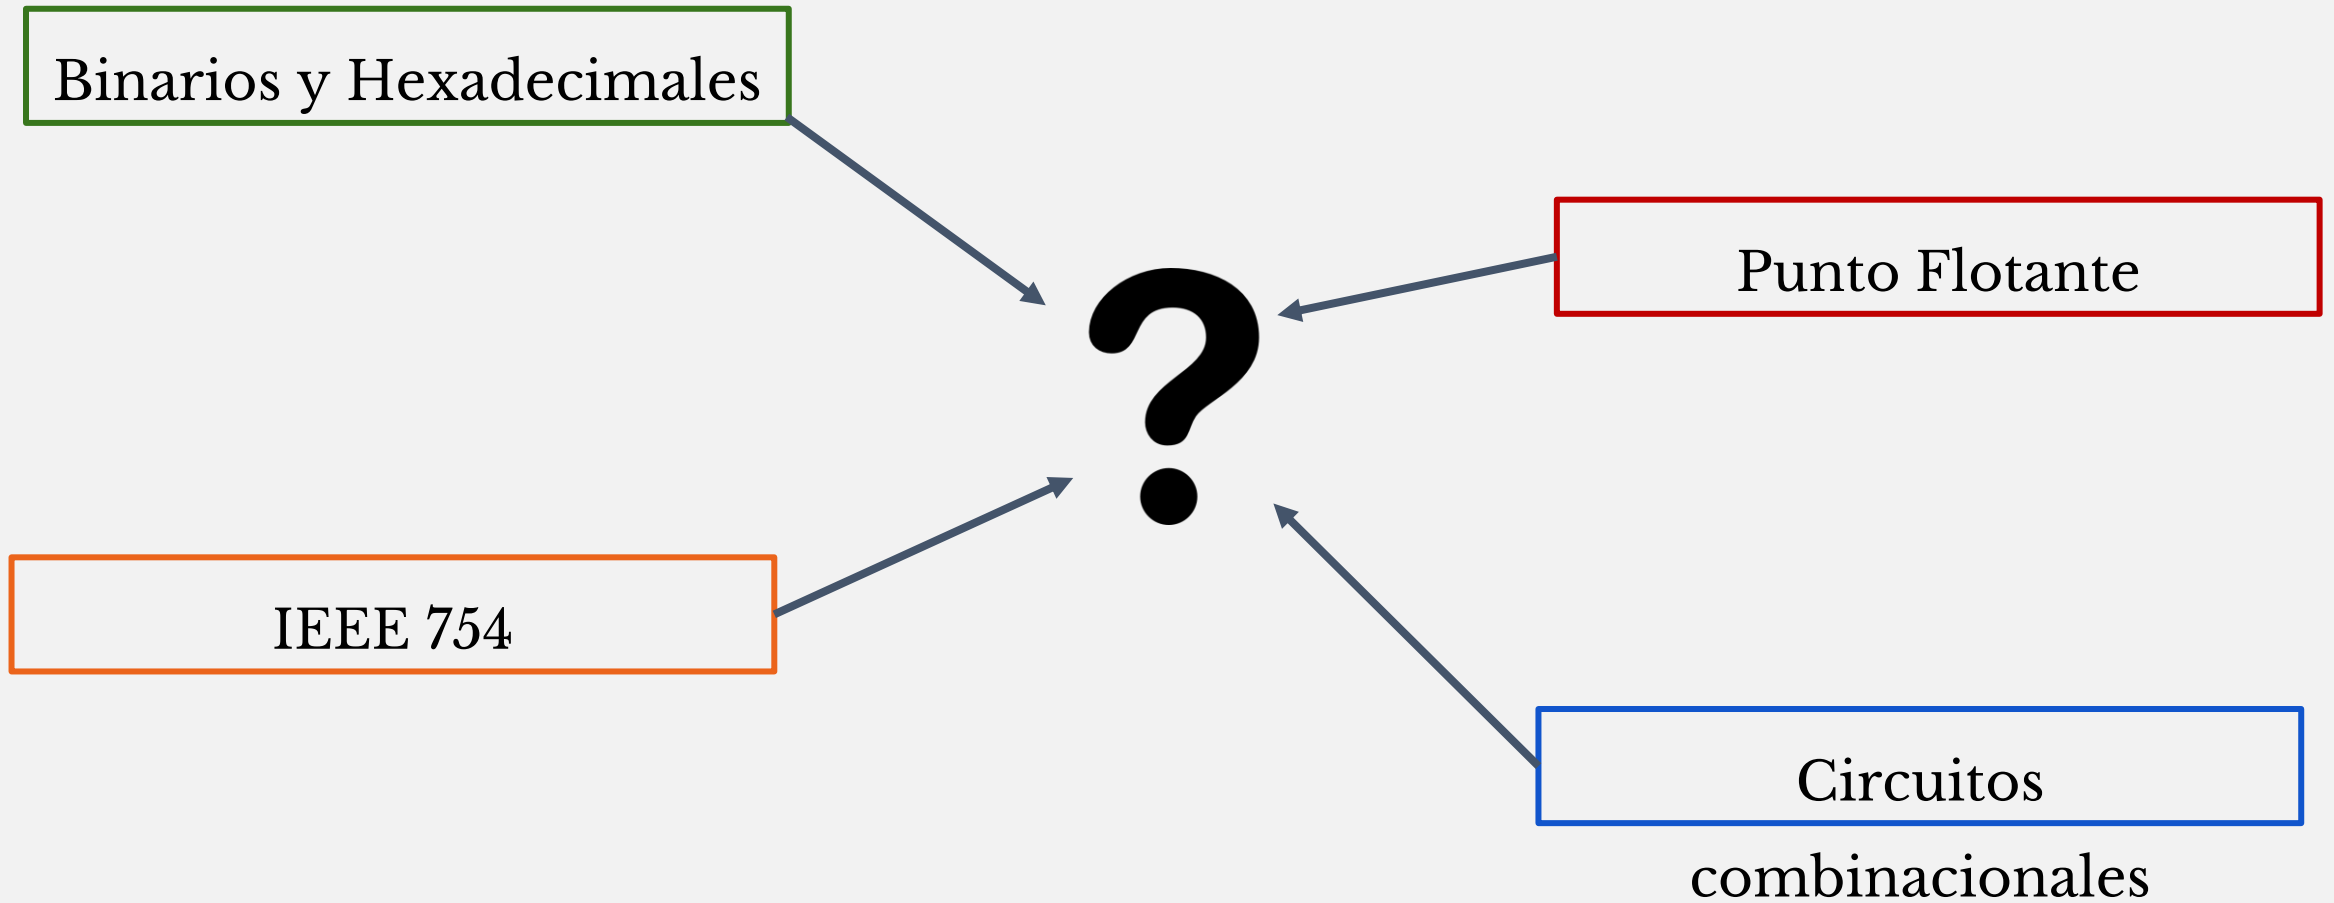 Binarios y Hexadecimales
Punto Flotante
?
IEEE 754
Circuitos
combinacionales